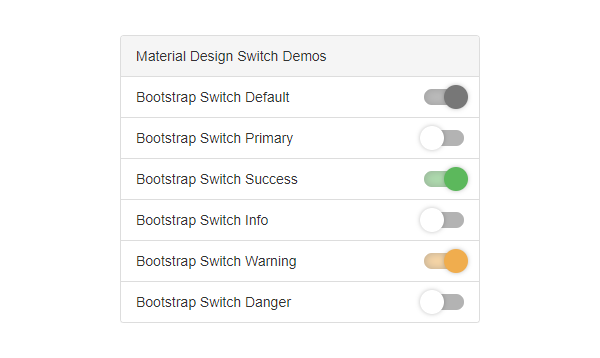 Material Design Switch Demos
Bootstrap Switch Default
Bootstrap Switch Primary
Bootstrap Switch Success
Bootstrap Switch Info
Bootstrap Switch Warning
Bootstrap Switch Danger